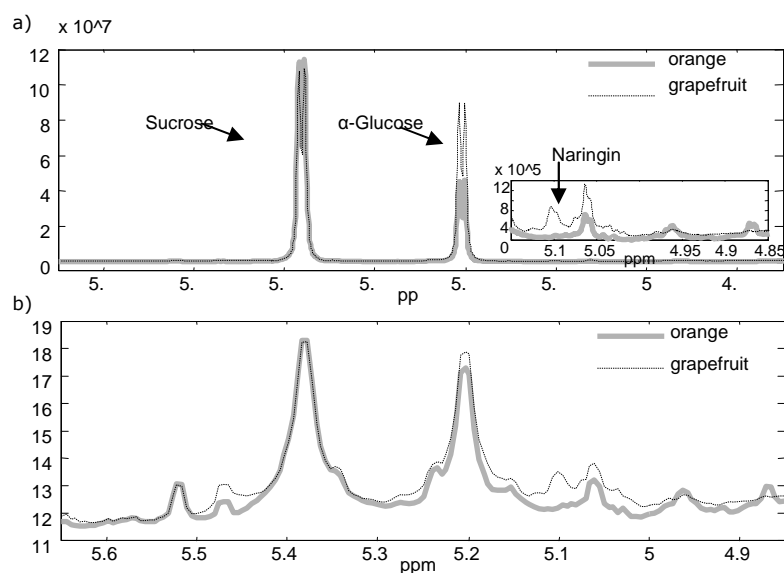 a)
x 10^7
12
10
8
6
4
2
0
Sucrose
α-Glucose
orange
grapefruit
Naringin
x 10^5
12
8
4
0
5.1 5.05 4.95 4.9 4.85
ppm
5. 5. 5. 5. 5. 5. 5. 4.
pp
b)
19
18
17
16
15
14
13
12
11
orange
grapefruit
5.6 5.5 5.4 5.3 5.2 5.1 5 4.9
ppm